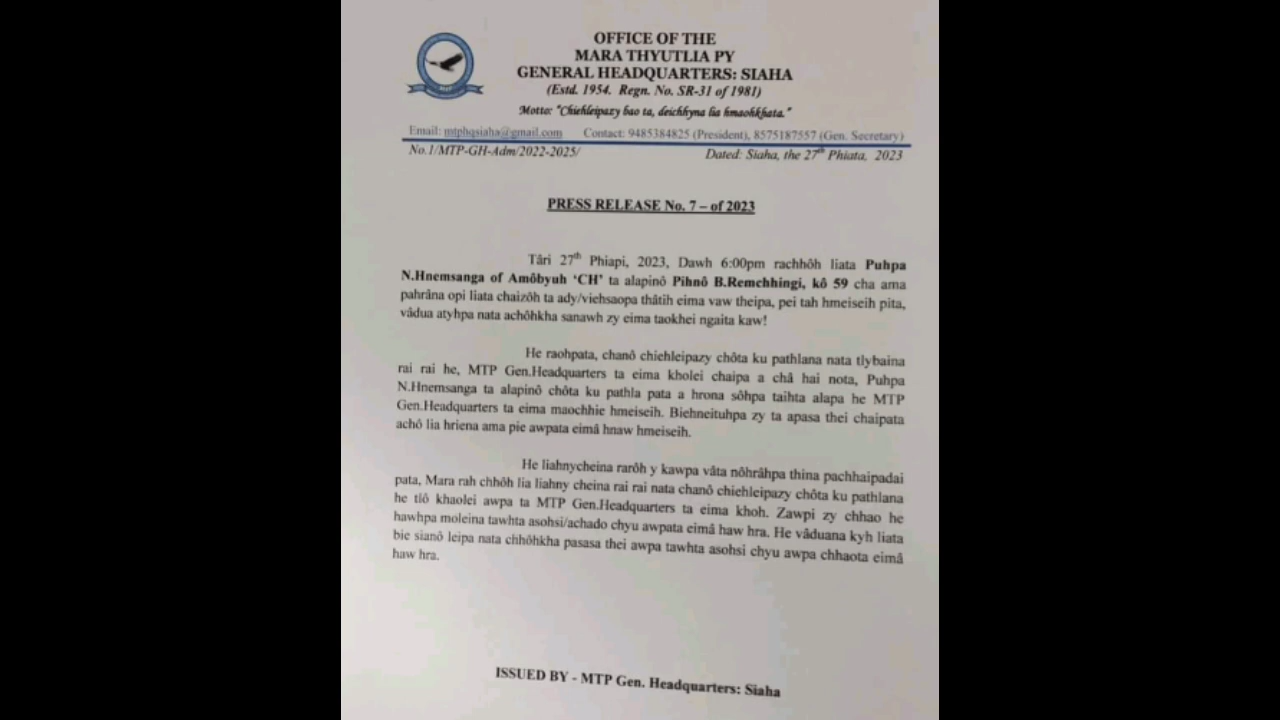 OFFICE OF THE
MARA THYUTLIA PY
GENERAL HEADQUARTERS: SIAHA
(Estd. 1954. Regn. No. SR-31 of 1981)
Motto: "Chiehleipazy bao ta, deichhyna lia hmaohkhata."
Email: mtphqsiaha@gmail.com Contact: 9485384825 (President), 8575187557 (Gen. Secretary)
No.1/MTP-GH-Adm/2022-2025/ Dated: Siaha, the 27th Phiata, 2023
PRESS RELEASE No. 7 – of 2023
Târi 27th Phiapi, 2023, Dawh 6:00pm rachhôh liata Puhpa
N.Hnemsanga of Amôbyuh ‘CH’ ta alapinô Pihnô B.Remchhingi, kô 59 cha ama
pahrâna opi liata chaizôh ta ady/viehsaopa thâtih eima vaw theipa, pei tah hmeiseih pita,
vâdua atyhpa nata achôhkha sanawh zy eima taokhei ngaita kaw!
He raohpata, chanô chiehleipazy chôta ku pathlana nata tlybaina
rai rai he, MTP Gen.Headquarters ta eima kholei chaipa a châ hai nota, Puhpa
N.Hnemsanga ta alapinô chôta ku pathla pata a hrona sôhpa taihta alapa he MTP
Gen.Headquarters ta eima maochhie hmeiseih. Biehneituhpa zy ta apasa thei chaipata
achô lia hriena ama pie awpata eimâ hnaw hmeiseih.
He liahnycheina rarôh y kawpa vâta nôhrâhpa thina pachhaipadai
pata, Mara rah chhôh lia liahny cheina rai rai nata chanô chiehleipazy chôta ku pathlana
he tlô khaolei awpa ta MTP Gen.Headquarters ta eima khoh. Zawpi zy chhao he
hawhpa moleina tawhta asohsi/achado chyu awpata eimâ haw hra. He vâduana kyh liata
bie sianô leipa nata chhôhkha pasasa thei awpa tawhta asohsi chyu awpa chhaota eimâ
haw hra.
ISSUED BY - MTP Gen. Headquarters: Siaha